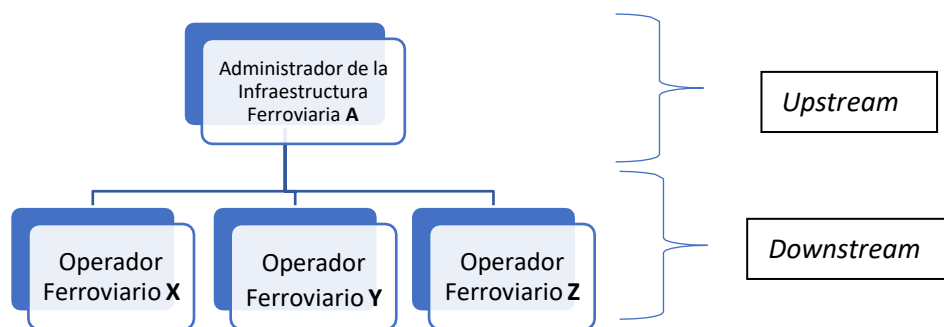 Administrador de la
Infraestructura
Ferroviaria A
Upstream
Operador
Ferroviario X
Operador
Ferroviario Y
Operador
Ferroviario Z
Downstream